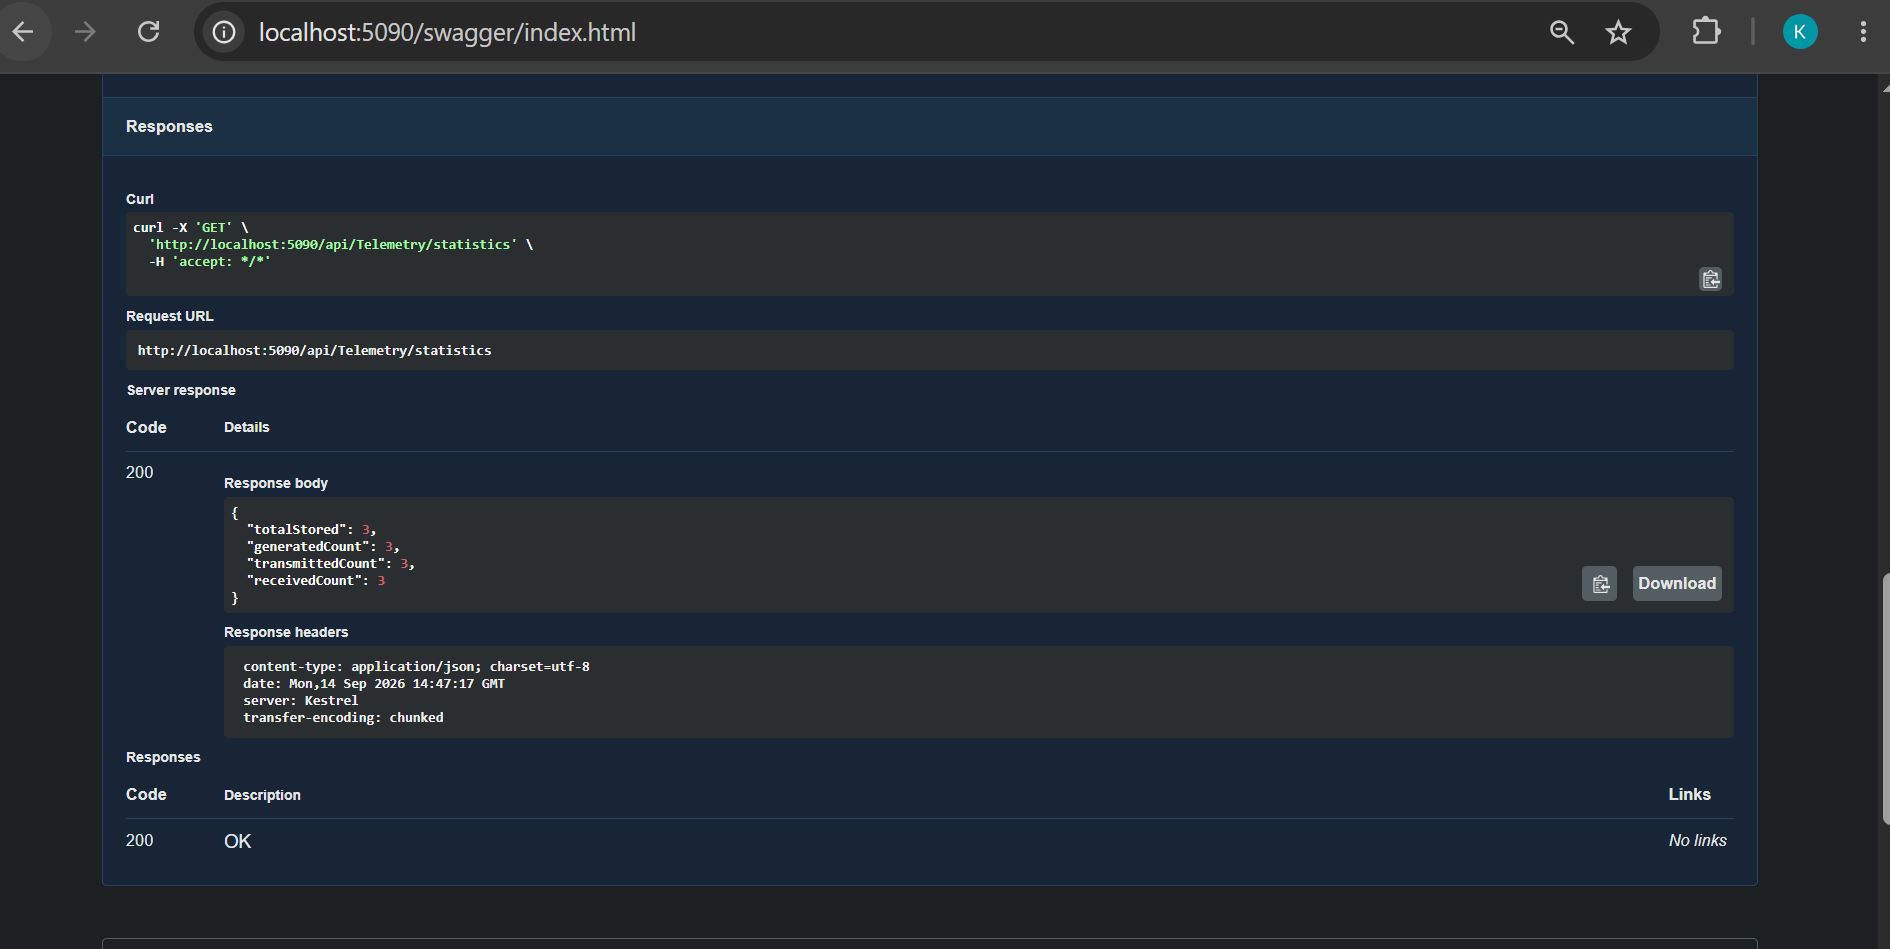 localhost:5090/swagger/index.html
K
Responses
Curl
curl -X 'GET' \
  'http://localhost:5090/api/Telemetry/statistics' \
  -H 'accept: */*'
Request URL
http://localhost:5090/api/Telemetry/statistics
Server response
Code Details
200
Response body
{
  "totalStored": 3,
  "generatedCount": 3,
  "transmittedCount": 3,
  "receivedCount": 3
}
Download
Response headers
content-type: application/json; charset=utf-8
date: Mon,14 Sep 2026 14:47:17 GMT
server: Kestrel
transfer-encoding: chunked
Responses
Code Description Links
200 OK No links